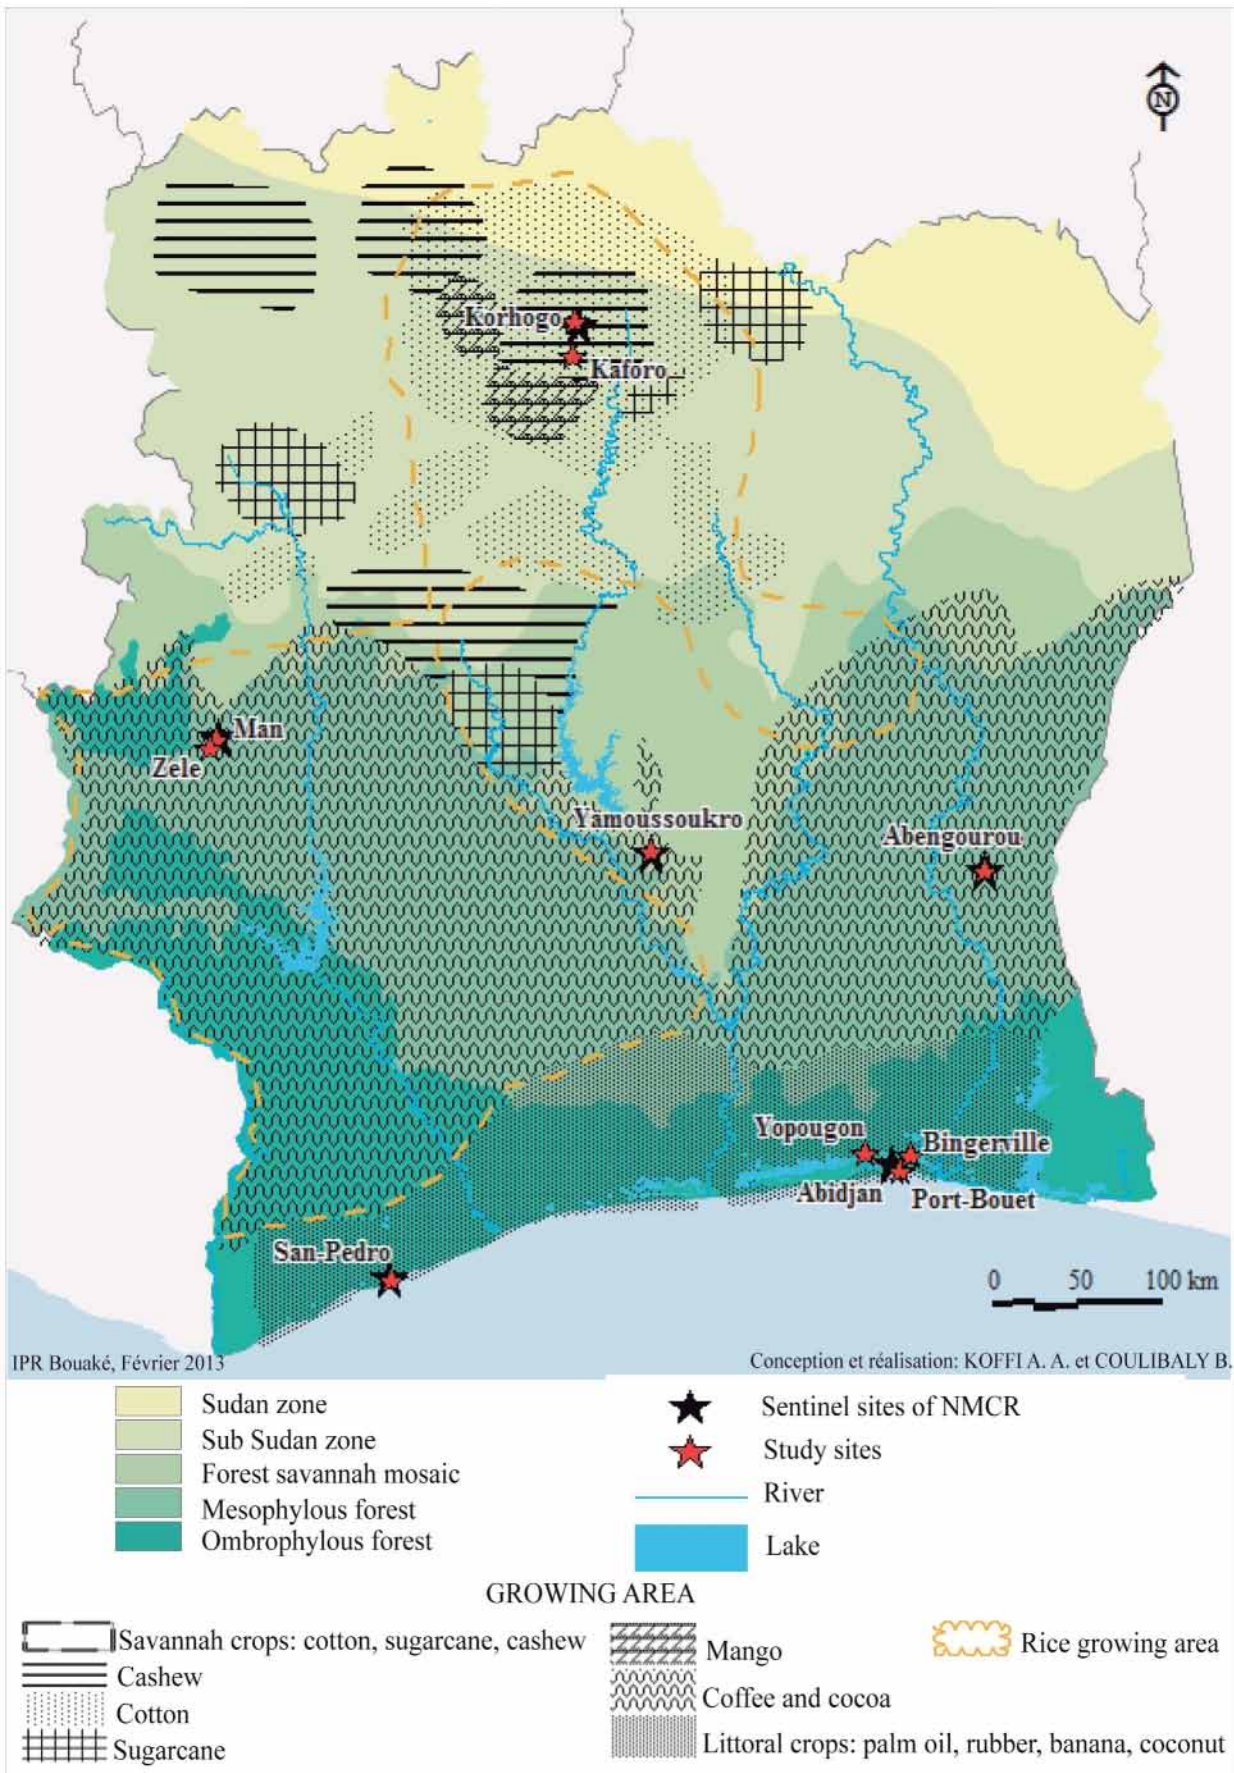 N
Korhogo
Kaforo
Man
Zele
Yamoussoukro
Abengourou
Yopougon
Bingerville
Abidjan
Port-Bouet
San-Pedro
0 50 100 km
IPR Bouaké, Février 2013
Conception et réalisation: KOFFI A. A. et COULIBALY B.
Sudan zone
Sub Sudan zone
Forest savannah mosaic
Mesophylous forest
Ombrophylous forest
Sentinel sites of NMCR
Study sites
River
Lake
GROWING AREA
Savannah crops: cotton, sugarcane, cashew
Cashew
Cotton
Sugarcane
Mango
Coffee and cocoa
Littoral crops: palm oil, rubber, banana, coconut
Rice growing area